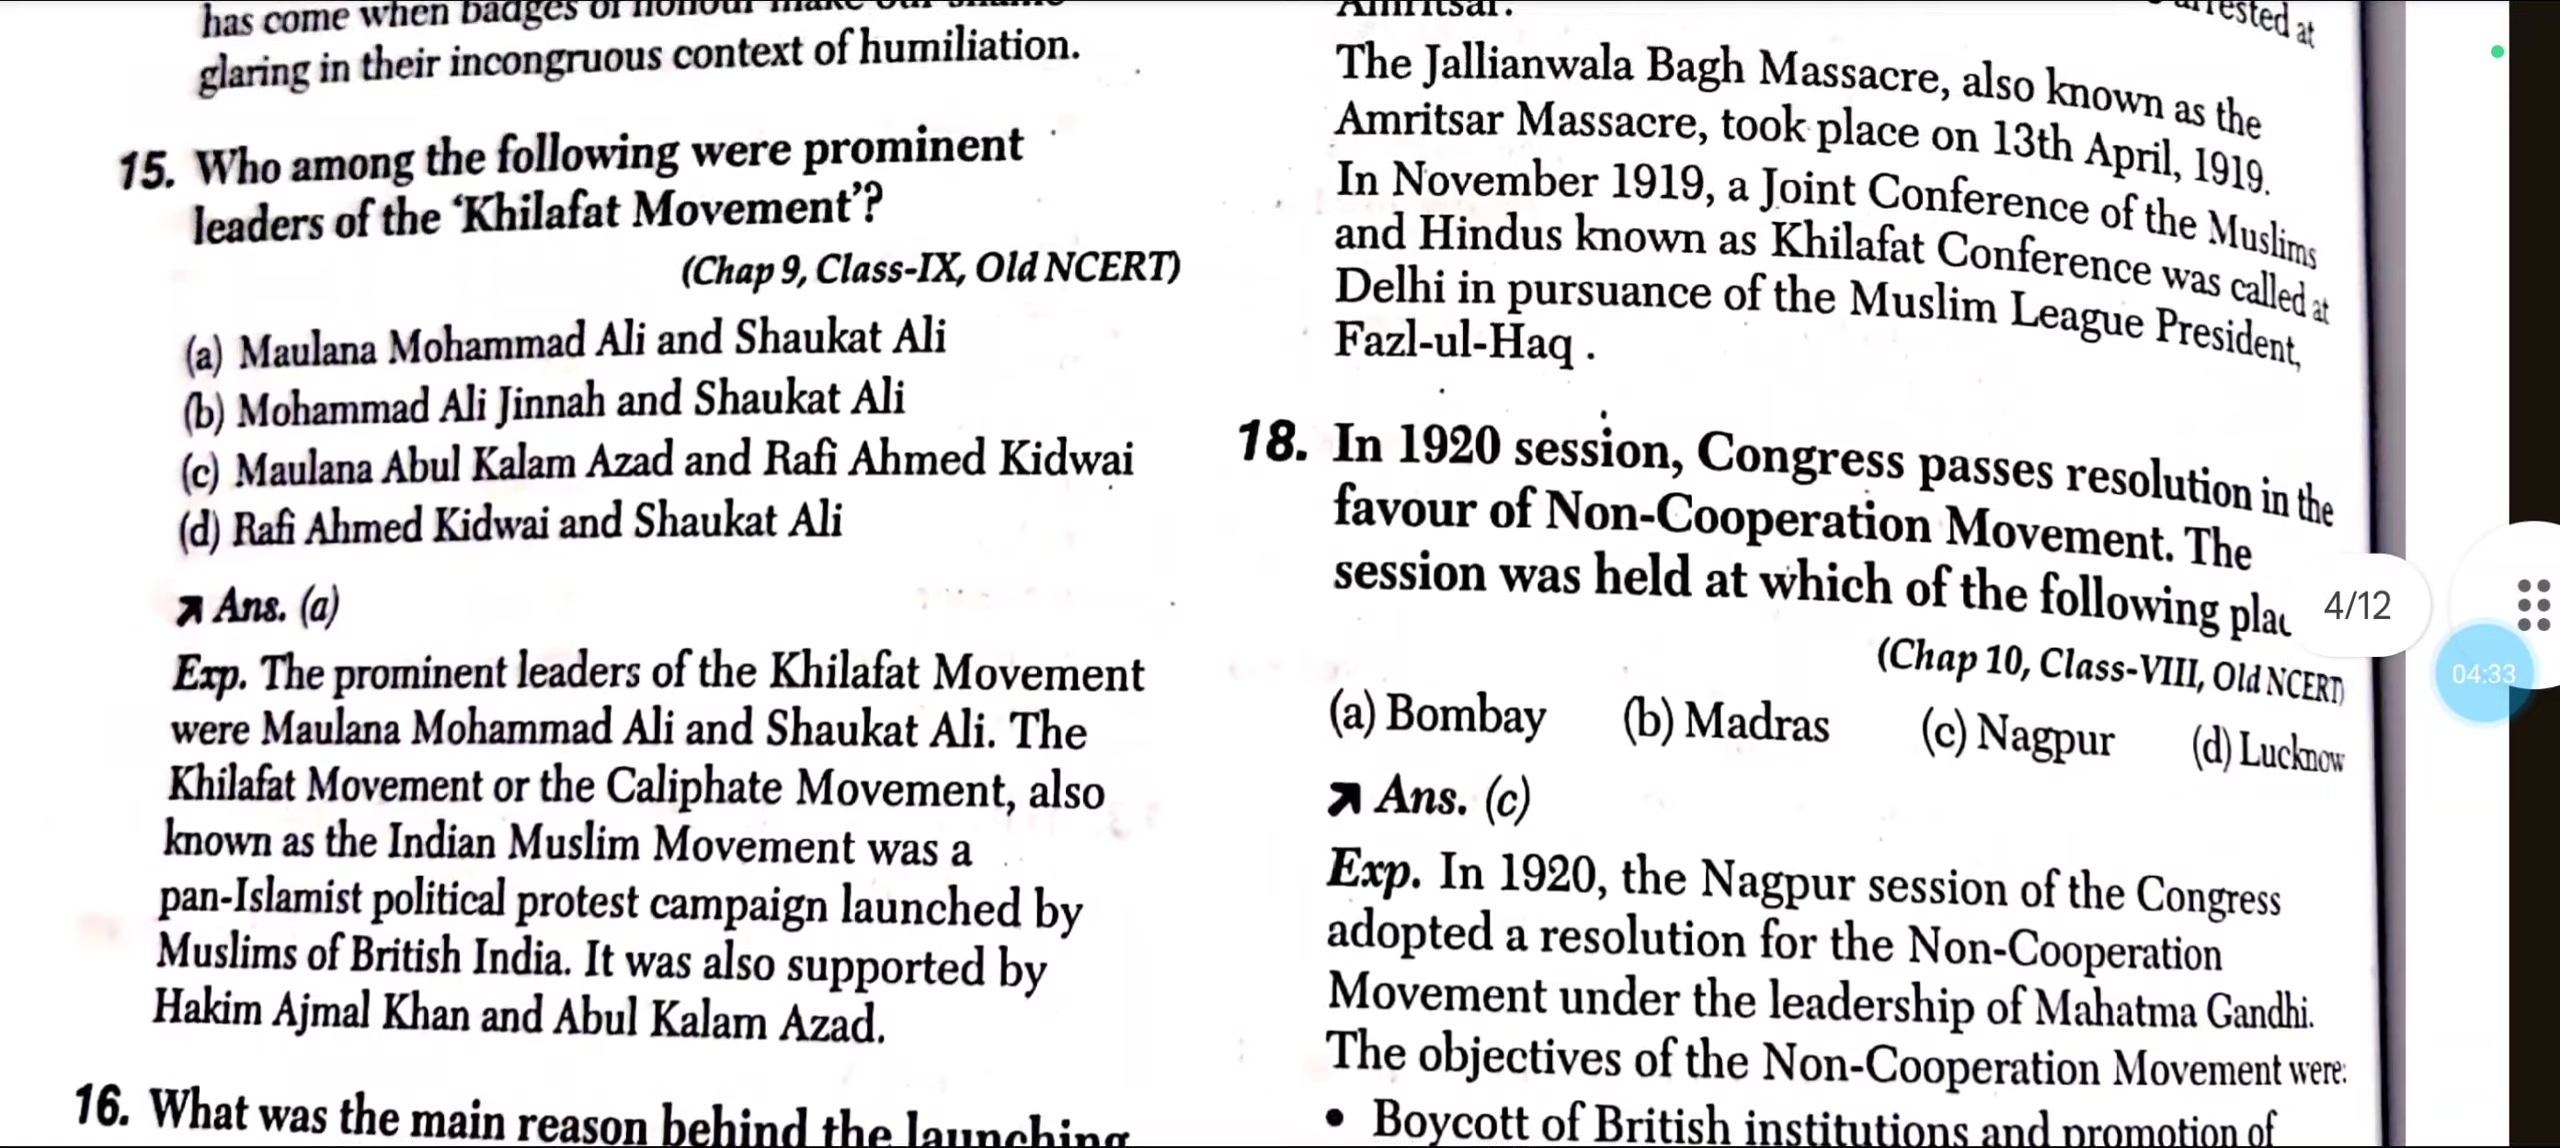 has come when badges of honour make our shame
glaring in their incongruous context of humiliation.
15. Who among the following were prominent
leaders of the ‘Khilafat Movement’?
(Chap 9, Class-IX, Old NCERT)
(a) Maulana Mohammad Ali and Shaukat Ali
(b) Mohammad Ali Jinnah and Shaukat Ali
(c) Maulana Abul Kalam Azad and Rafi Ahmed Kidwai
(d) Rafi Ahmed Kidwai and Shaukat Ali
Ans. (a)
Exp. The prominent leaders of the Khilafat Movement
were Maulana Mohammad Ali and Shaukat Ali. The
Khilafat Movement or the Caliphate Movement, also
known as the Indian Muslim Movement was a
pan-Islamist political protest campaign launched by
Muslims of British India. It was also supported by
Hakim Ajmal Khan and Abul Kalam Azad.
16. What was the main reason behind the launching
Amritsar.
arrested at
The Jallianwala Bagh Massacre, also known as the
Amritsar Massacre, took place on 13th April, 1919.
In November 1919, a Joint Conference of the Muslims
and Hindus known as Khilafat Conference was called at
Delhi in pursuance of the Muslim League President,
Fazl-ul-Haq .
18. In 1920 session, Congress passes resolution in the
favour of Non-Cooperation Movement. The
session was held at which of the following
(Chap 10, Class-VIII, Old NCERT)
(a) Bombay (b) Madras (c) Nagpur (d) Lucknow
Ans. (c)
Exp. In 1920, the Nagpur session of the Congress
adopted a resolution for the Non-Cooperation
Movement under the leadership of Mahatma Gandhi.
The objectives of the Non-Cooperation Movement were:
• Boycott of British institutions and promotion of
4/12
04:33